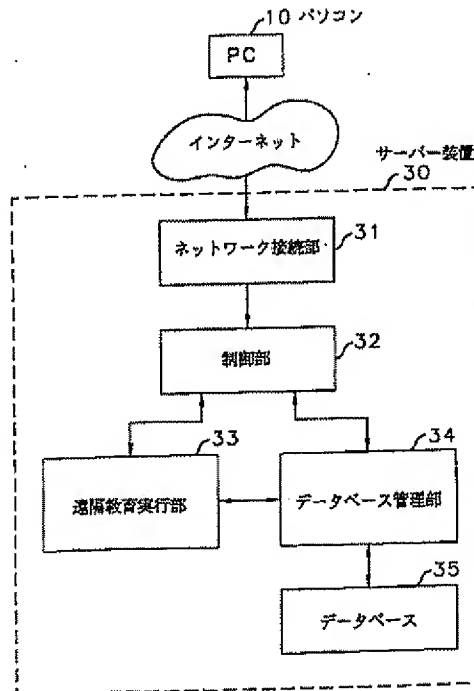 10 パソコン
PC
インターネット
サーバー装置
30
31
ネットワーク接続部
32
制御部
33
遠隔教育実行部
34
データベース管理部
35
データベース